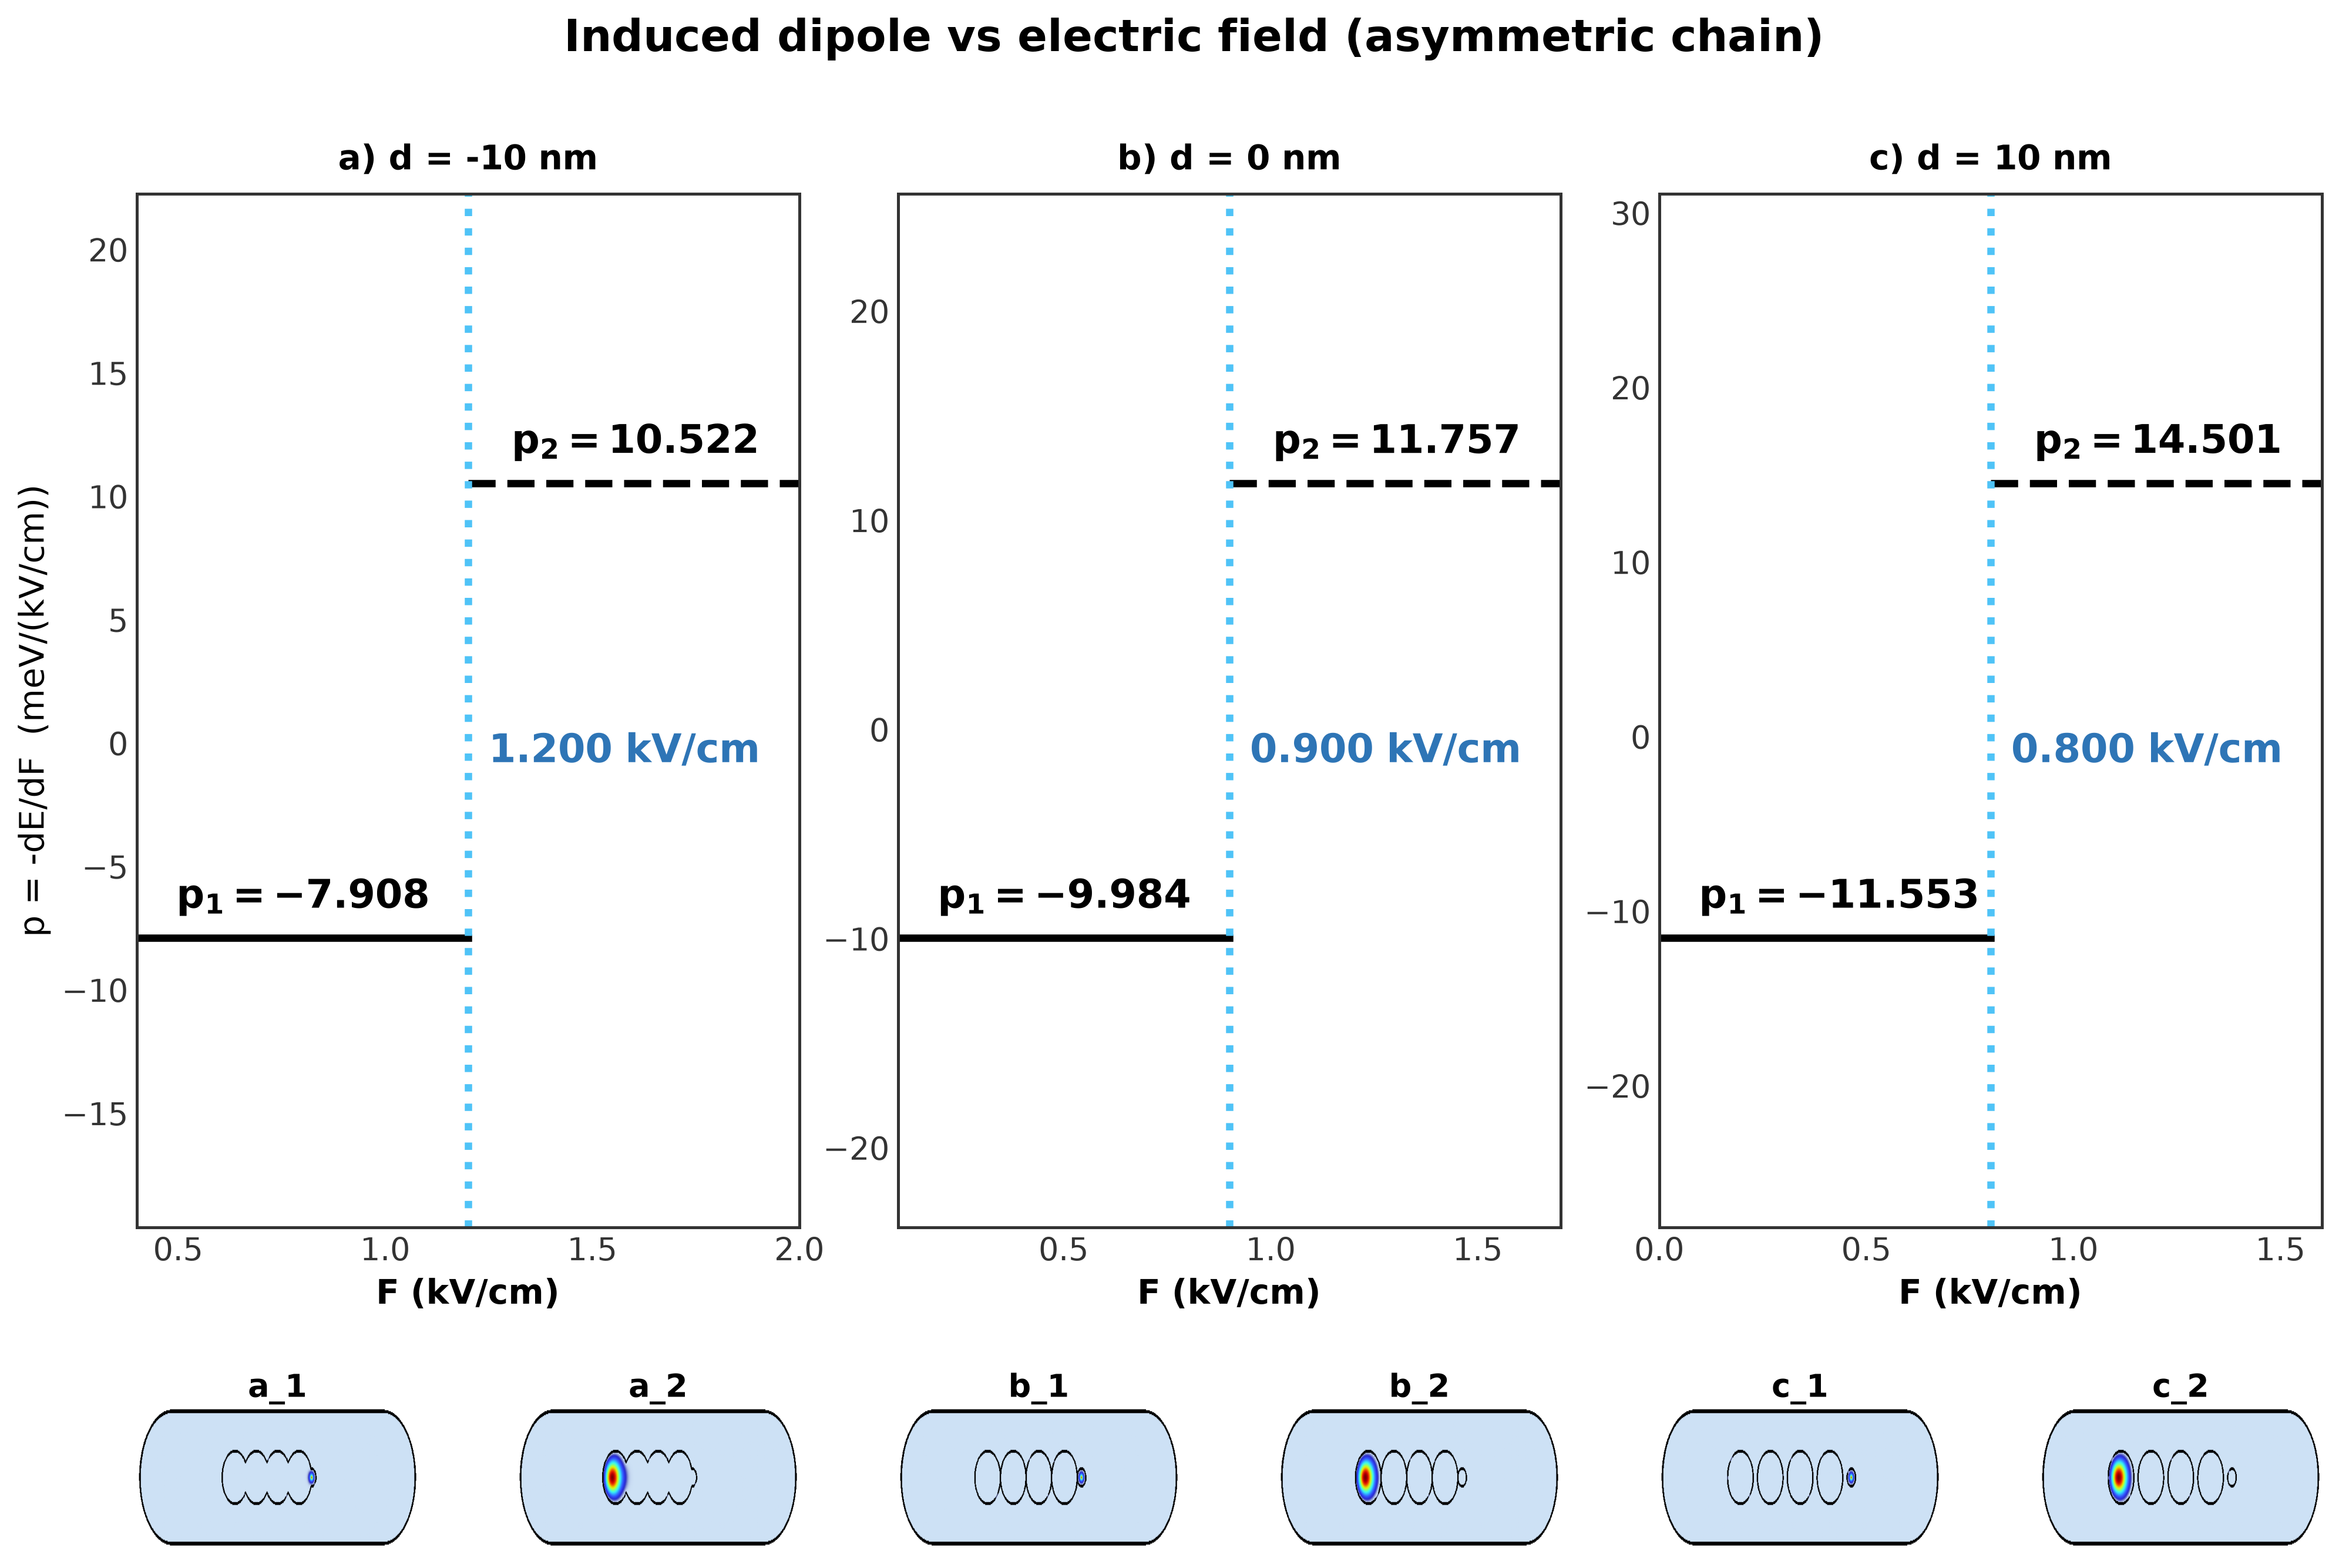 Induced dipole vs electric field (asymmetric chain)
a) d = -10 nm
b) d = 0 nm
c) d = 10 nm
p = -dE/dF (meV/(kV/cm))
20
15
10
5
0
−5
−10
−15
p₂ = 10.522
1.200 kV/cm
p₁ = −7.908
0.5
1.0
1.5
2.0
F (kV/cm)
20
10
0
−10
−20
p₂ = 11.757
0.900 kV/cm
p₁ = −9.984
0.5
1.0
1.5
F (kV/cm)
30
20
10
0
−10
−20
p₂ = 14.501
0.800 kV/cm
p₁ = −11.553
0.0
0.5
1.0
1.5
F (kV/cm)
a_1
a_2
b_1
b_2
c_1
c_2